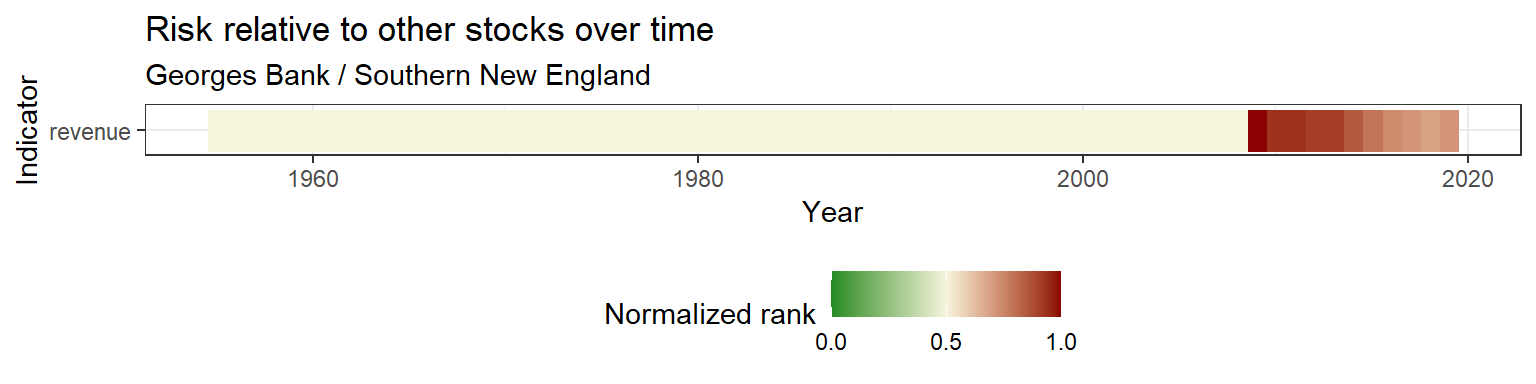 Risk relative to other stocks over time
Georges Bank / Southern New England
Indicator
revenue
1960 1980 2000 2020
Year
Normalized rank
0.0 0.5 1.0